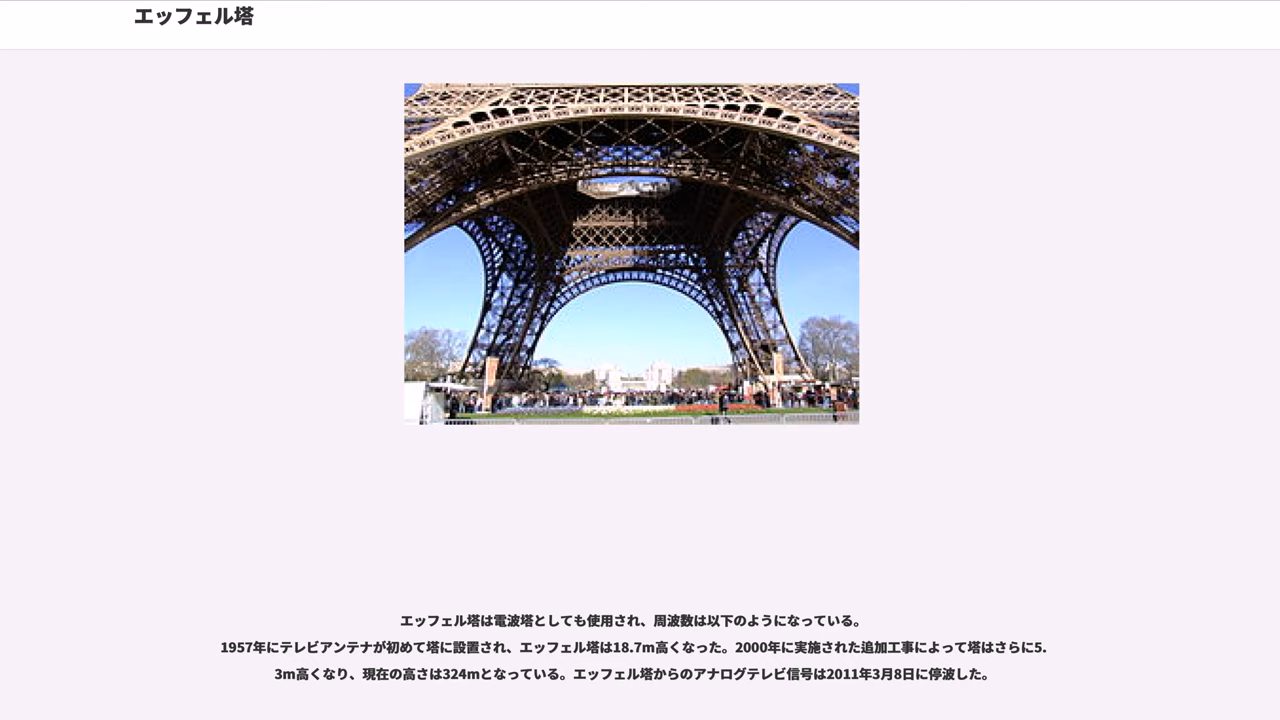 エッフェル塔
エッフェル塔は電波塔としても使用され、周波数は以下のようになっている。
1957年にテレビアンテナが初めて塔に設置され、エッフェル塔は18.7m高くなった。2000年に実施された追加工事によって塔はさらに5.
3m高くなり、現在の高さは324mとなっている。エッフェル塔からのアナログテレビ信号は2011年3月8日に停波した。